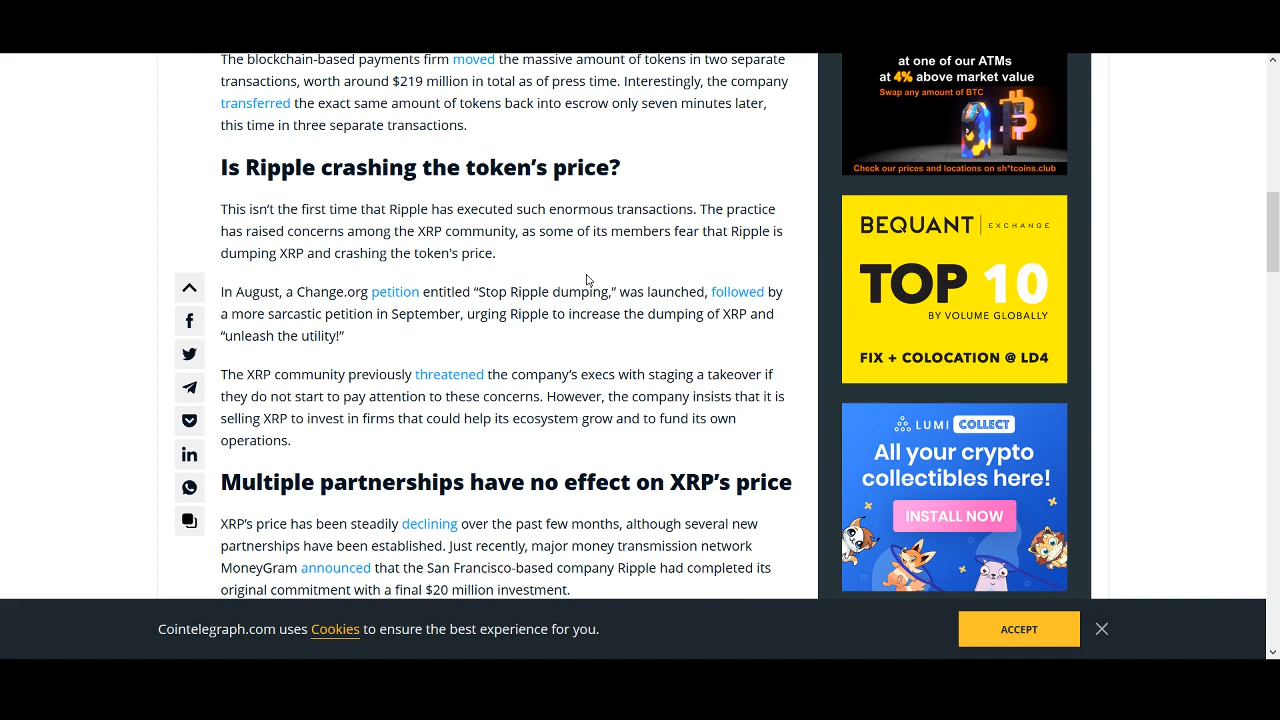 The blockchain-based payments firm moved the massive amount of tokens in two separate
transactions, worth around $219 million in total as of press time. Interestingly, the company
transferred the exact same amount of tokens back into escrow only seven minutes later,
this time in three separate transactions.
Is Ripple crashing the token’s price?
This isn’t the first time that Ripple has executed such enormous transactions. The practice
has raised concerns among the XRP community, as some of its members fear that Ripple is
dumping XRP and crashing the token's price.
In August, a Change.org petition entitled “Stop Ripple dumping,” was launched, followed by
a more sarcastic petition in September, urging Ripple to increase the dumping of XRP and
“unleash the utility!”
The XRP community previously threatened the company’s execs with staging a takeover if
they do not start to pay attention to these concerns. However, the company insists that it is
selling XRP to invest in firms that could help its ecosystem grow and to fund its own
operations.
Multiple partnerships have no effect on XRP’s price
XRP’s price has been steadily declining over the past few months, although several new
partnerships have been established. Just recently, major money transmission network
MoneyGram announced that the San Francisco-based company Ripple had completed its
original commitment with a final $20 million investment.
at one of our ATMs
at 4% above market value
Swap any amount of BTC
Check our prices and locations on sh*tcoins.club
BEQUANT EXCHANGE
TOP 10
BY VOLUME GLOBALLY
FIX + COLOCATION @ LD4
LUMI COLLECT
All your crypto
collectibles here!
INSTALL NOW
Cointelegraph.com uses Cookies to ensure the best experience for you.
ACCEPT